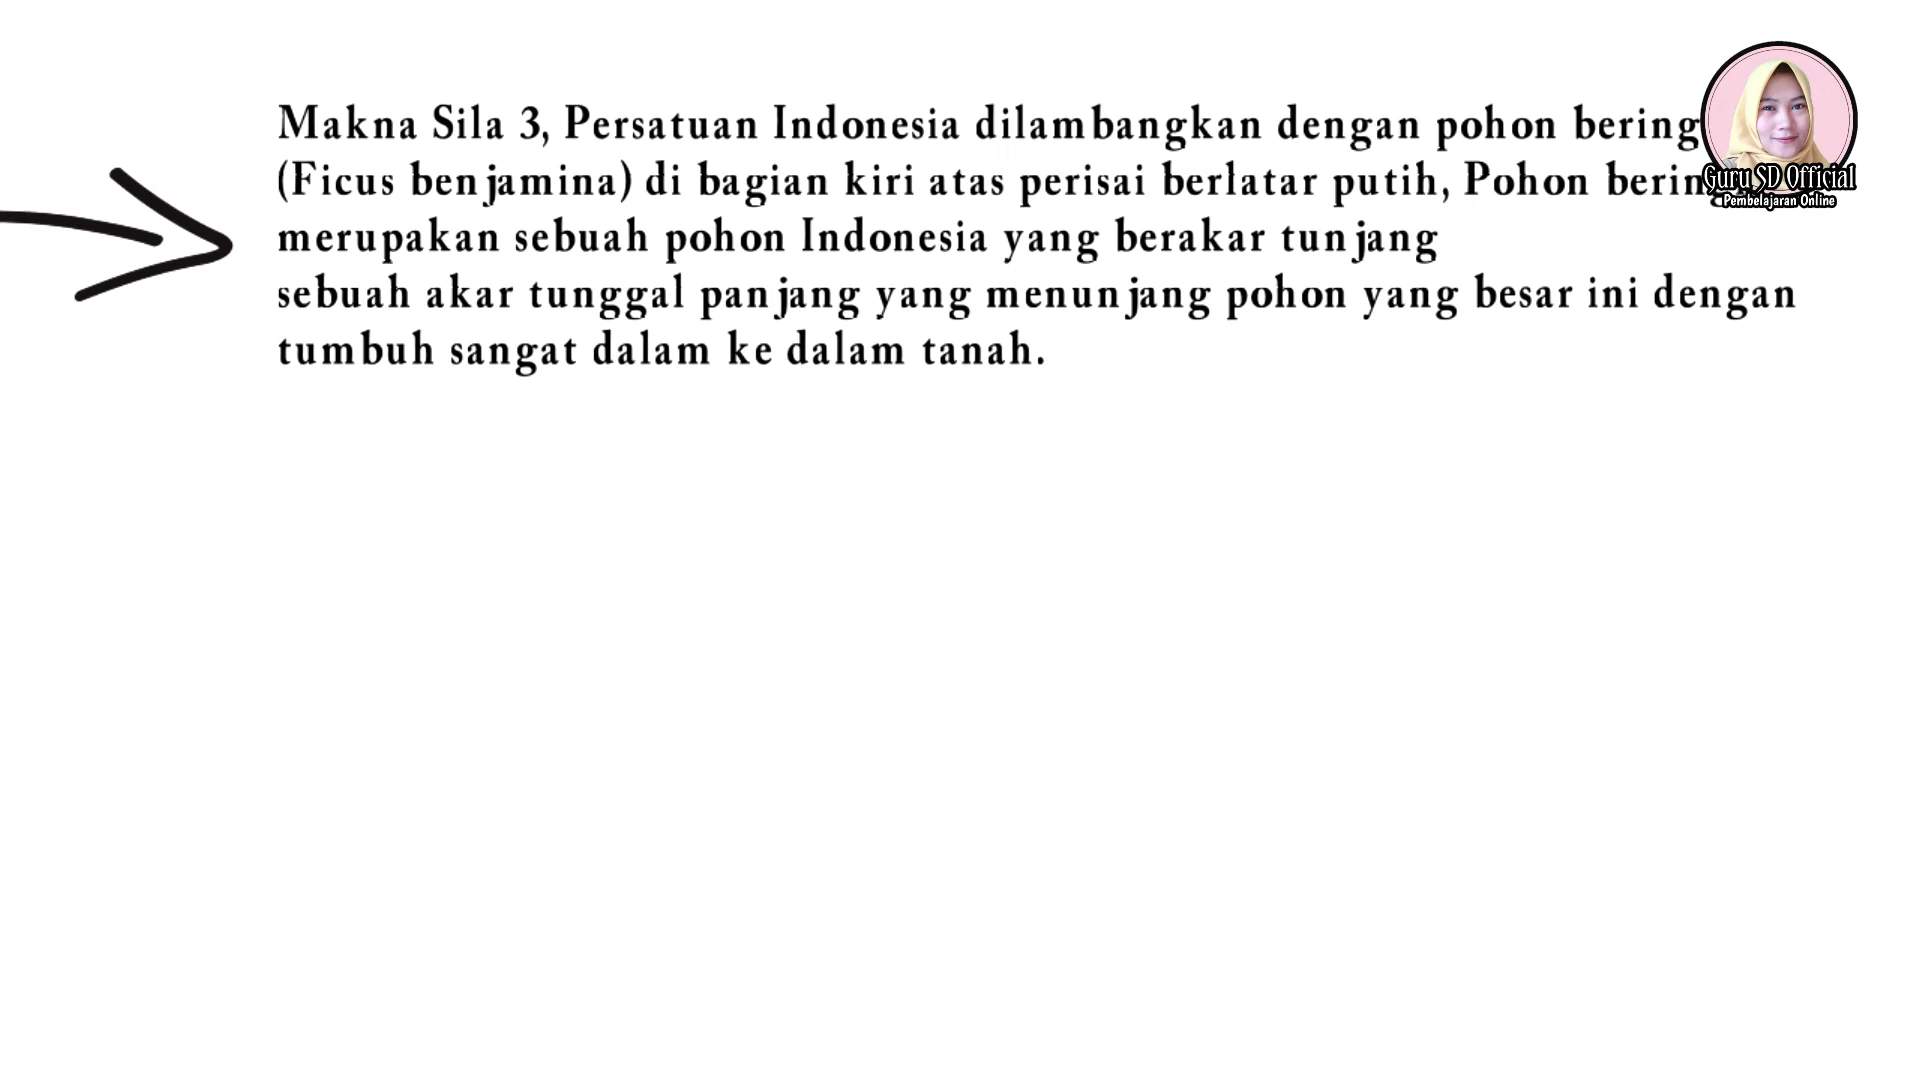 Makna Sila 3, Persatuan Indonesia dilambangkan dengan pohon
(Ficus benjamina) di bagian kiri atas perisai berlatar putih, Pohon
merupakan sebuah pohon Indonesia yang berakar tunjang
sebuah akar tunggal panjang yang menunjang pohon yang besar ini dengan
tumbuh sangat dalam ke dalam tanah.
Guru SD Official
Pembelajaran Online